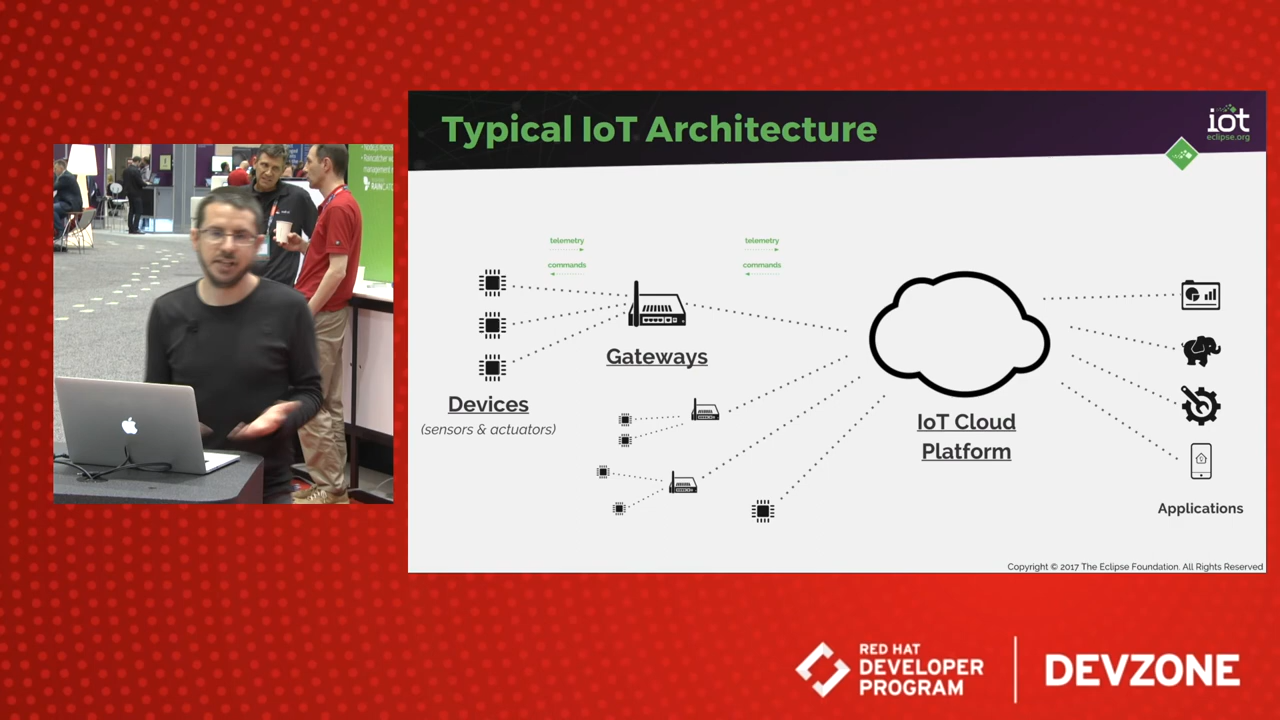 Typical IoT Architecture
iot
eclipse.org
telemetry
commands
telemetry
commands
Gateways
Devices
(sensors & actuators)
IoT Cloud
Platform
Applications
Copyright © 2017 The Eclipse Foundation. All Rights Reserved
RED HAT
DEVELOPER
PROGRAM
DEVZONE